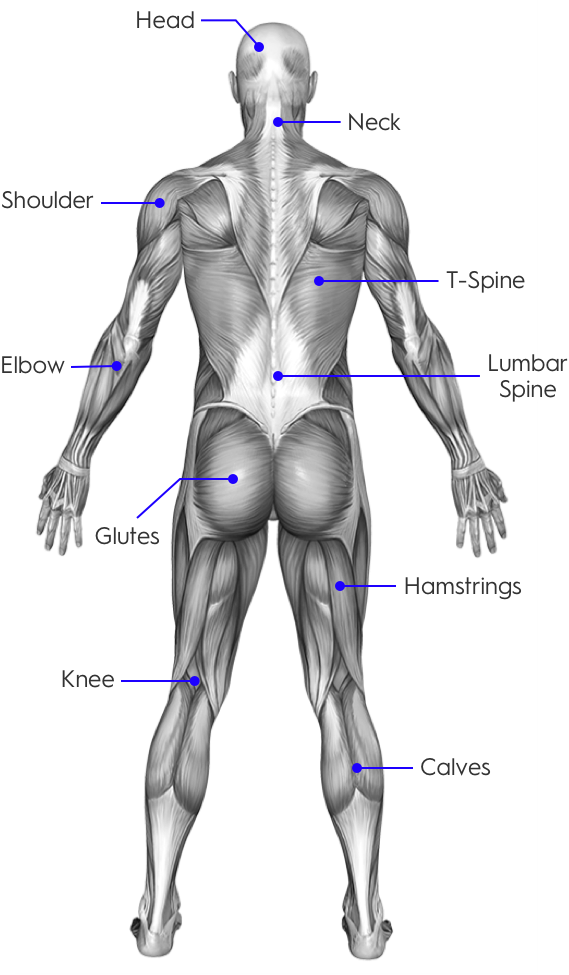 Head
Neck
Shoulder
T-Spine
Elbow
Lumbar
Spine
Glutes
Hamstrings
Knee
Calves